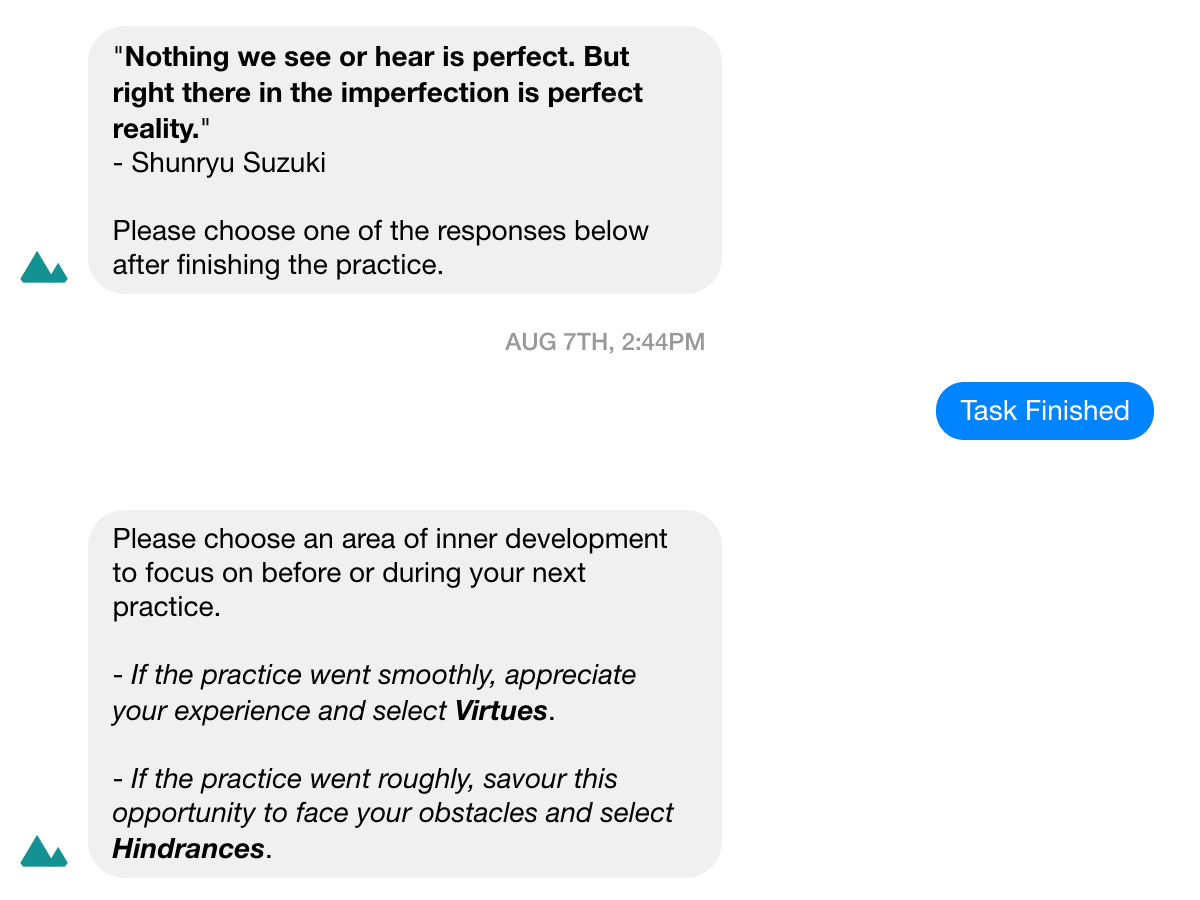 "Nothing we see or hear is perfect. But
right there in the imperfection is perfect
reality."
- Shunryu Suzuki
Please choose one of the responses below
after finishing the practice.
AUG 7TH, 2:44PM
Task Finished
Please choose an area of inner development
to focus on before or during your next
practice.
- If the practice went smoothly, appreciate
your experience and select Virtues.
- If the practice went roughly, savour this
opportunity to face your obstacles and select
Hindrances.